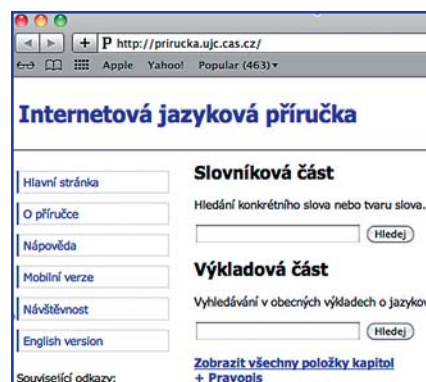 P http://prirucka.ujc.cas.cz/
Apple Yahoo! Popular (463)▾
Internetová jazyková příručka
Hlavní stránka
O příručce
Nápověda
Mobilní verze
Návštěvnost
English version
Související odkazy:
Slovníková část
Hledání konkrétního slova nebo tvaru slova.
Hledej
Výkladová část
Vyhledávání v obecných výkladech o jazykov
Hledej
Zobrazit všechny položky kapitol
+ Pravopis